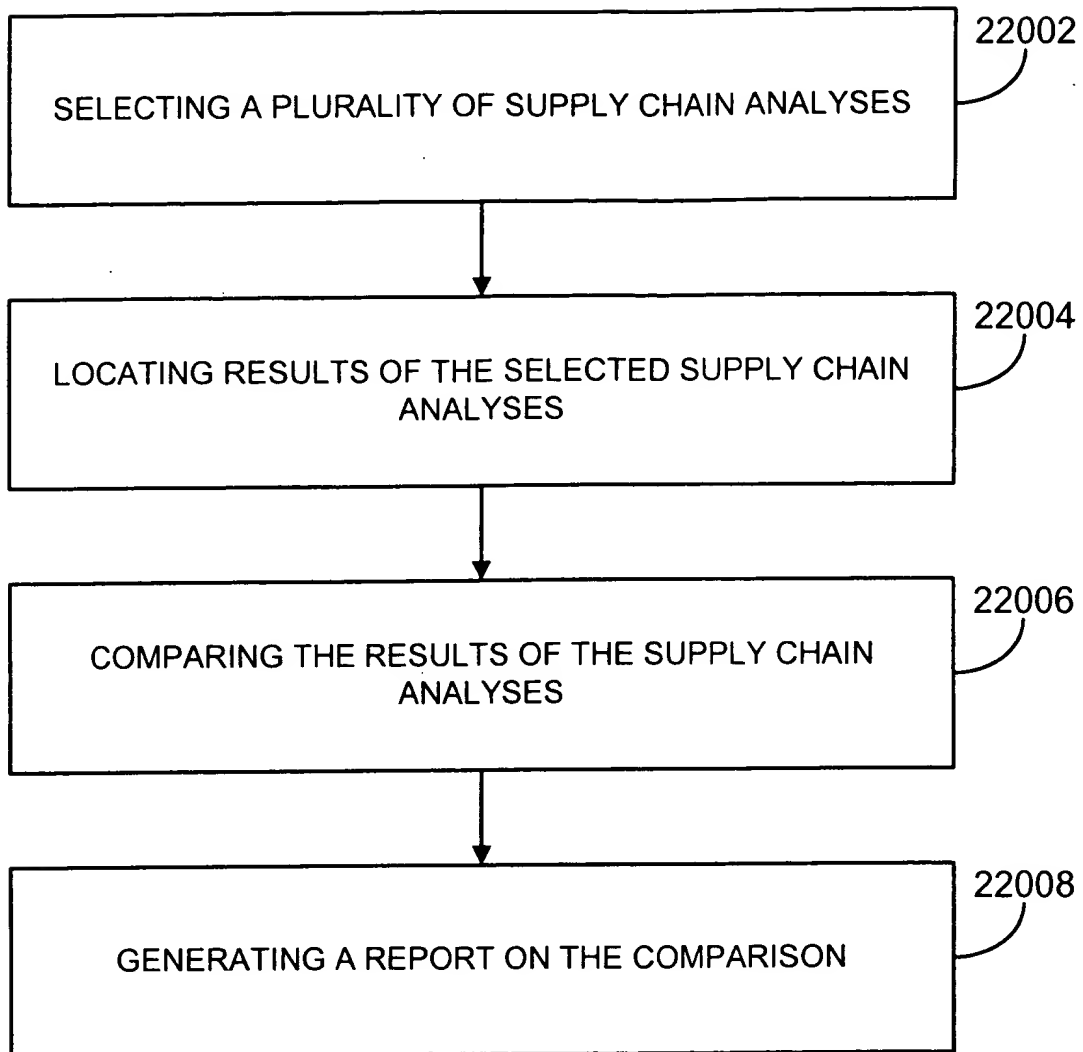 22002
SELECTING A PLURALITY OF SUPPLY CHAIN ANALYSES
22004
LOCATING RESULTS OF THE SELECTED SUPPLY CHAIN
ANALYSES
22006
COMPARING THE RESULTS OF THE SUPPLY CHAIN
ANALYSES
22008
GENERATING A REPORT ON THE COMPARISON